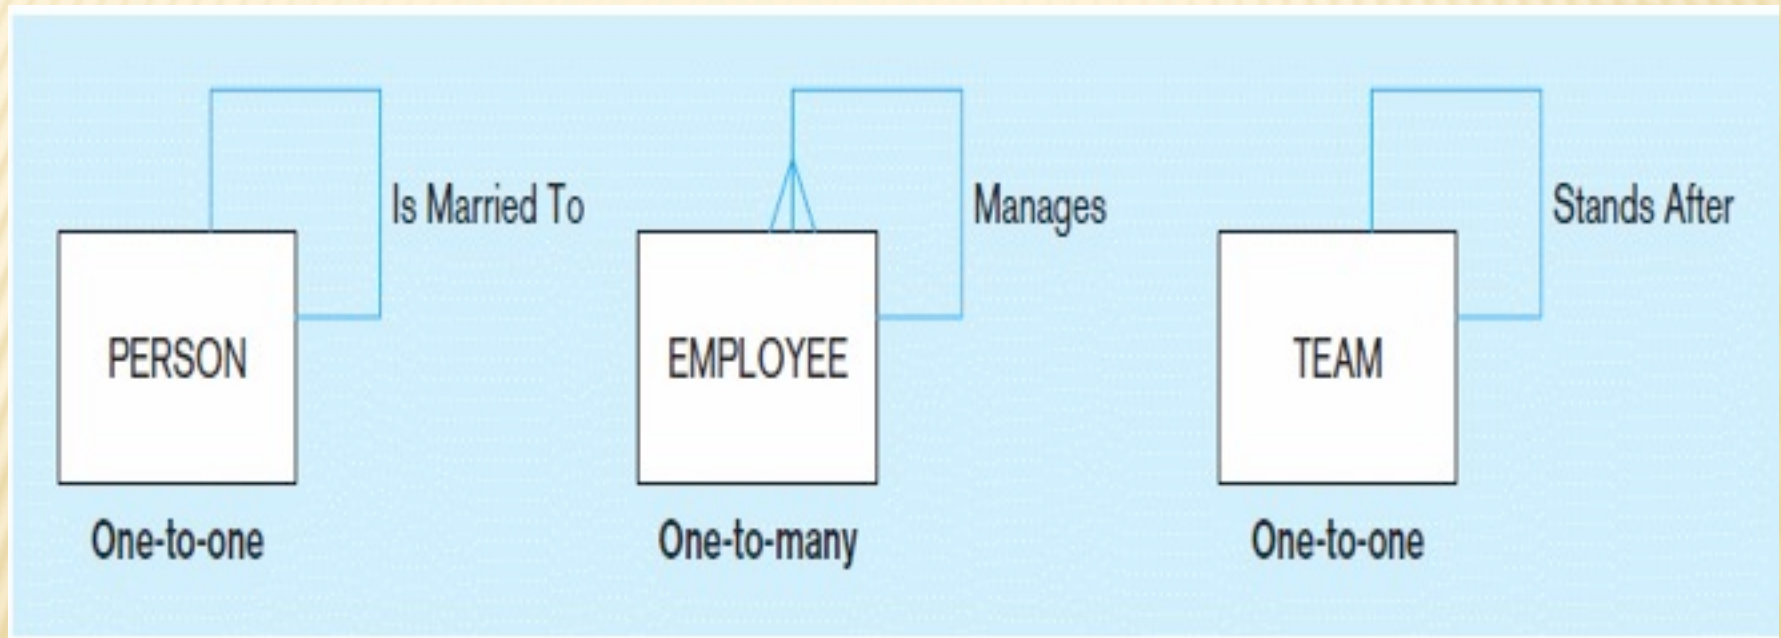 Is Married To
Manages
Stands After
PERSON
EMPLOYEE
TEAM
One-to-one
One-to-many
One-to-one